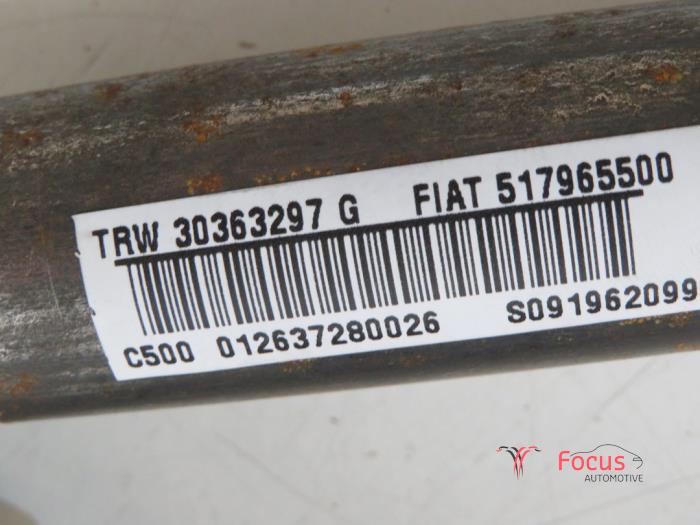 TRW 30363297 G FIAT 517965500
C500 012637280026 S091962099
Focus
AUTOMOTIVE